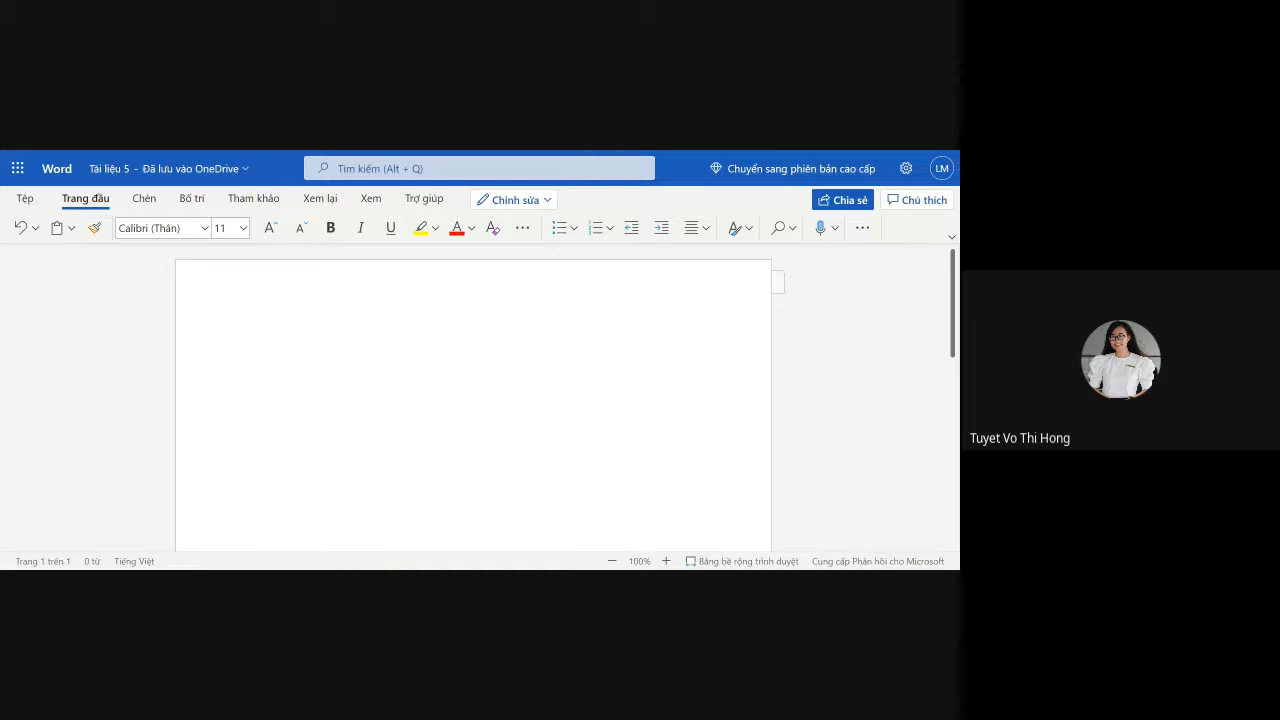 Word Tài liệu 5 - Đã lưu vào OneDrive Tìm kiếm (Alt + Q) Chuyển sang phiên bản cao cấp LM
Tệp Trang đầu Chèn Bố trí Tham khảo Xem lại Xem Trợ giúp Chỉnh sửa Chia sẻ Chú thích
Calibri (Thân) 11 B I U A
Tuyet Vo Thi Hong
Trang 1 trên 1 0 từ Tiếng Việt 100% Bằng bề rộng trình duyệt Cung cấp Phản hồi cho Microsoft